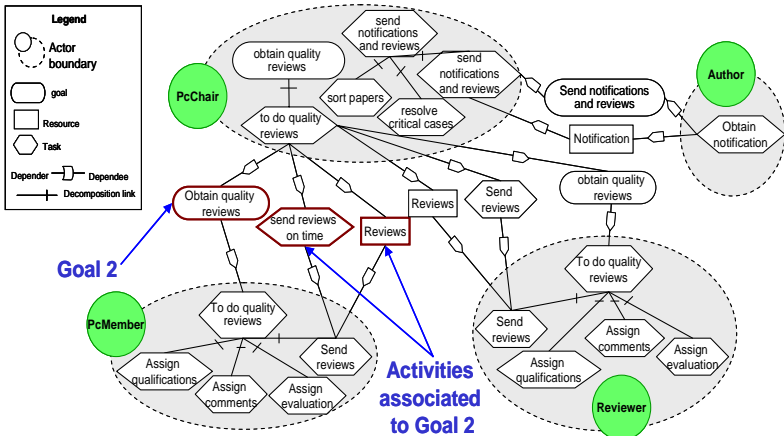 Legend
Actor
boundary
goal
Resource
Task
Depender
Dependee
Decomposition link
PcChair
obtain quality
reviews
send
notifications
and reviews
send
notifications
and reviews
sort papers
resolve
critical cases
to do quality
reviews
Send notifications
and reviews
Notification
Author
Obtain
notification
Obtain quality
reviews
send reviews
on time
Reviews
Reviews
Send
reviews
obtain quality
reviews
Goal 2
PcMember
To do quality
reviews
Send
reviews
Assign
qualifications
Assign
comments
Assign
evaluation
Activities
associated
to Goal 2
To do quality
reviews
Send
reviews
Assign
qualifications
Assign
comments
Assign
evaluation
Reviewer